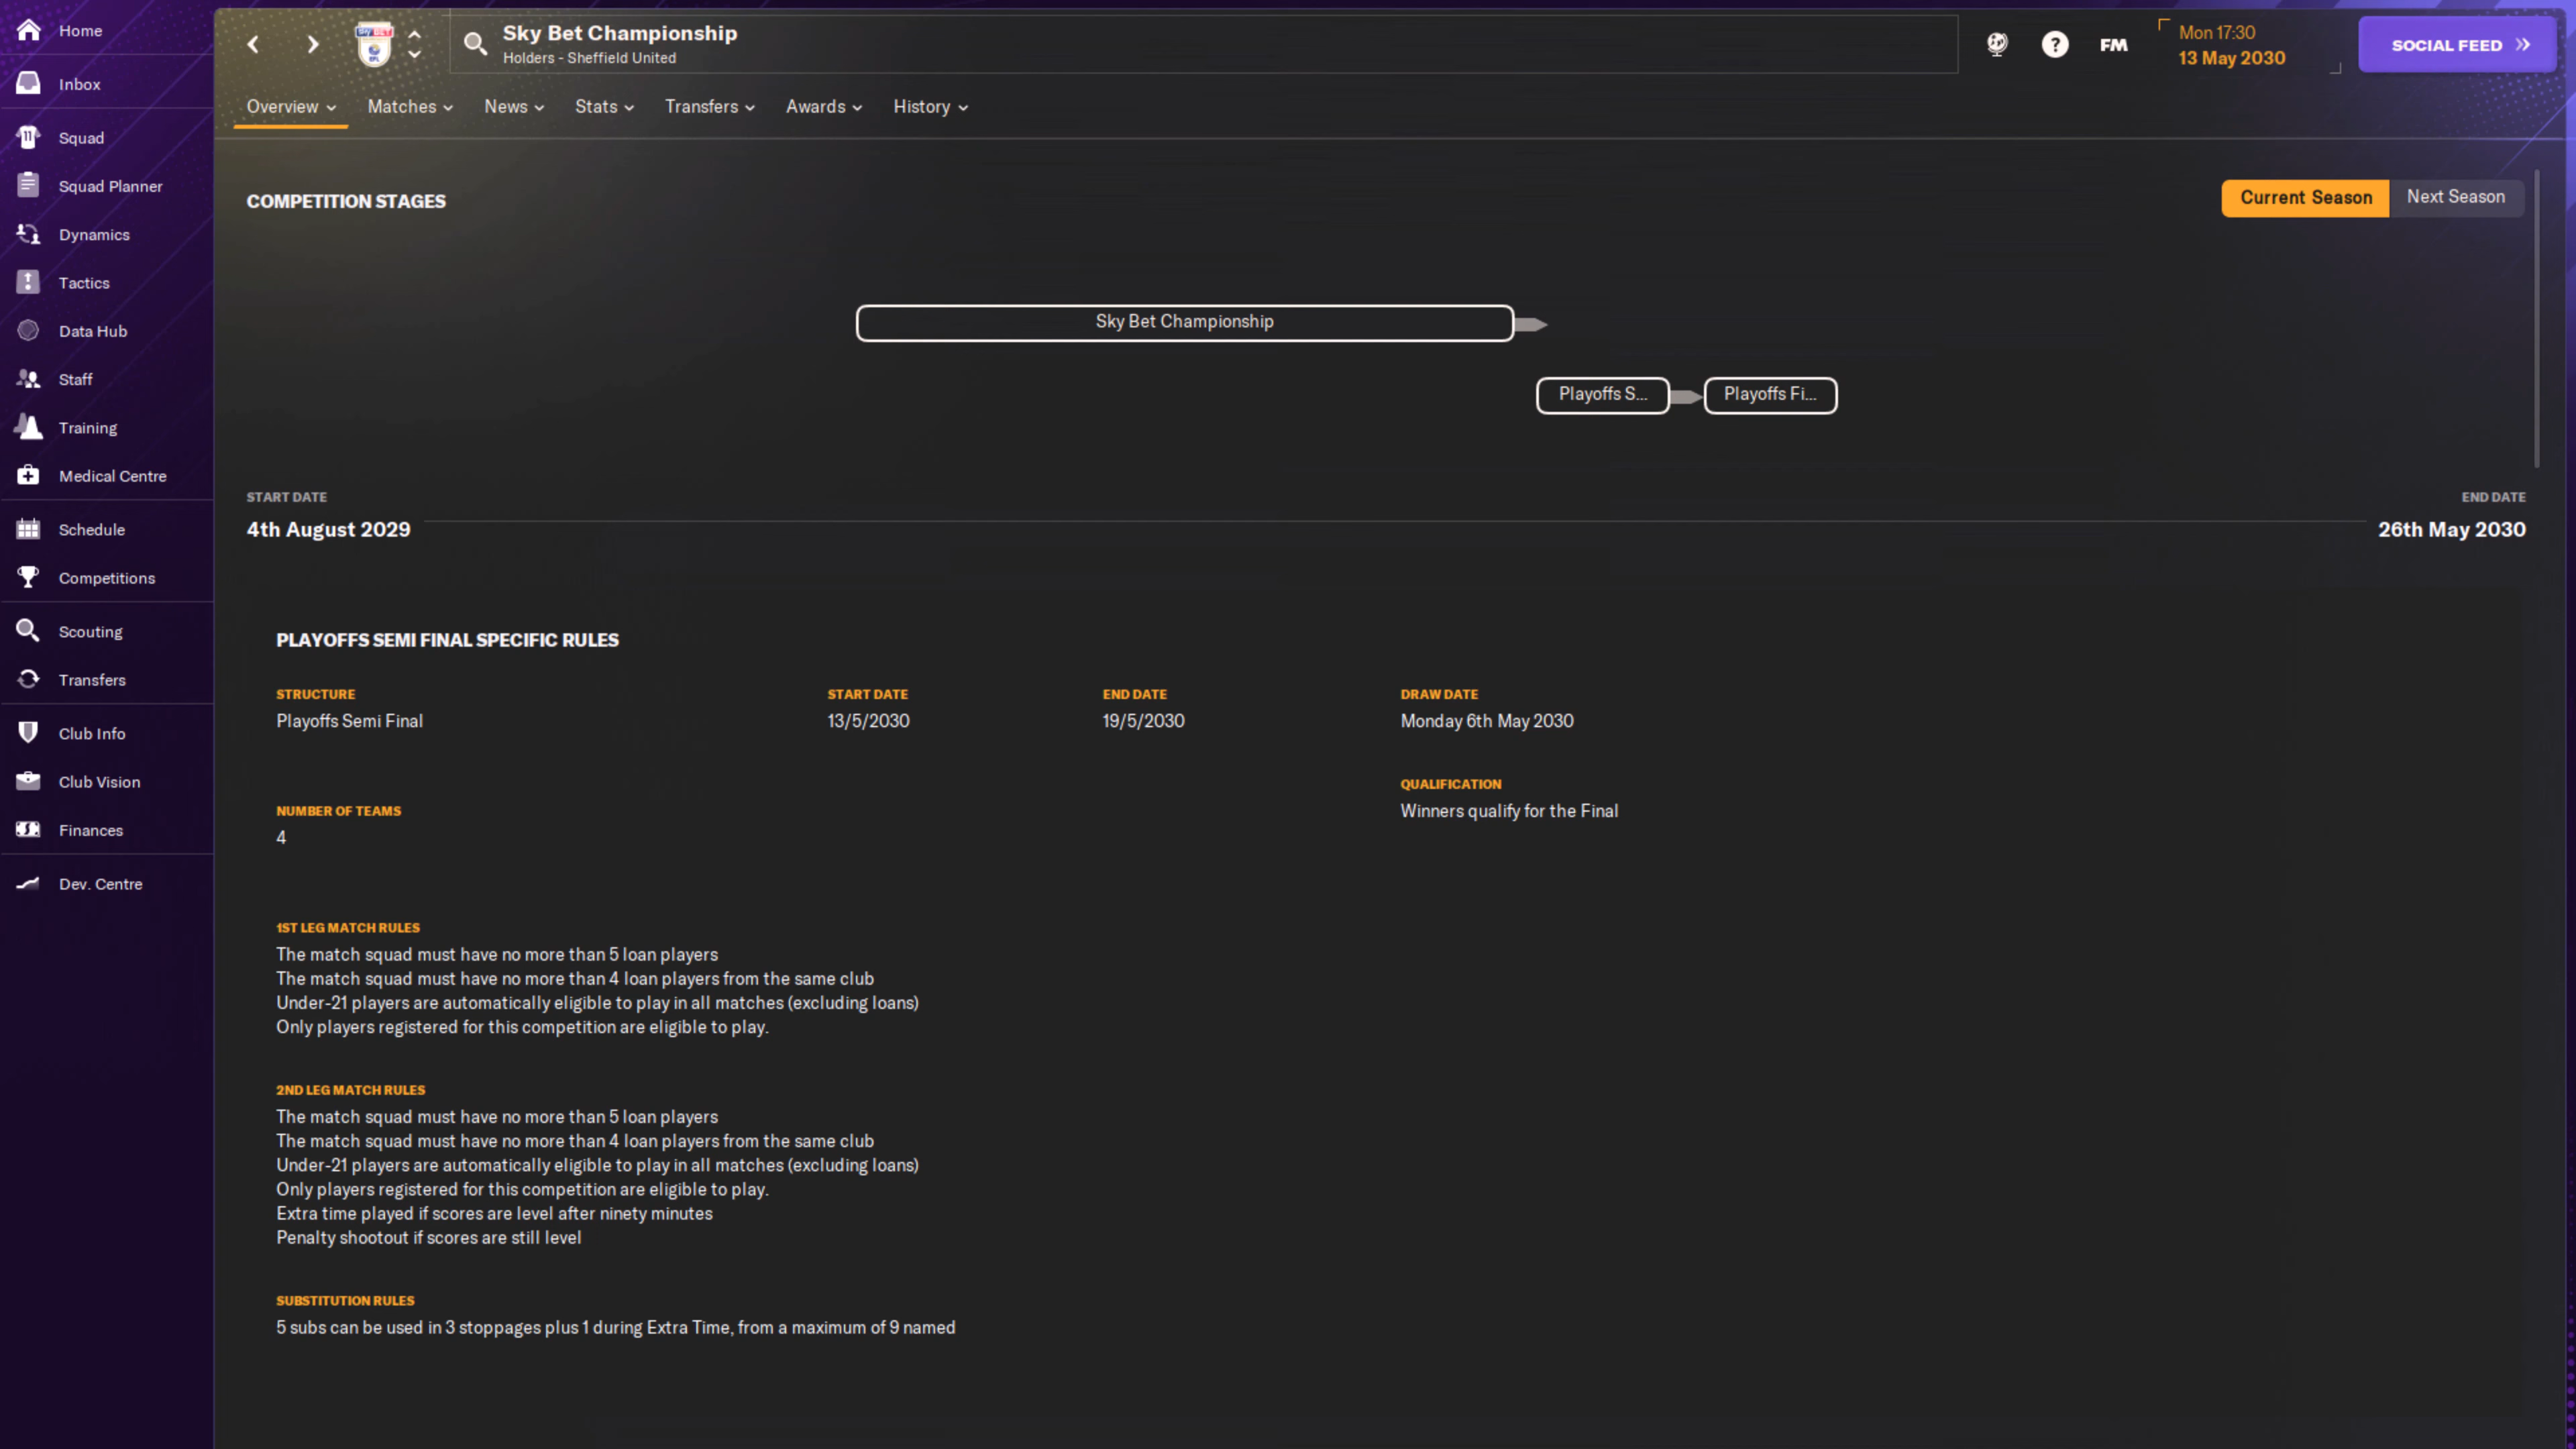 Home
Inbox
Squad
Squad Planner
Dynamics
Tactics
Data Hub
Staff
Training
Medical Centre
Schedule
Competitions
Scouting
Transfers
Club Info
Club Vision
Finances
Dev. Centre
Sky Bet Championship
Holders - Sheffield United
FM
Mon 17:30
13 May 2030
SOCIAL FEED
Overview
Matches
News
Stats
Transfers
Awards
History
COMPETITION STAGES
Current Season
Next Season
Sky Bet Championship
Playoffs S...
Playoffs Fi...
START DATE
4th August 2029
END DATE
26th May 2030
PLAYOFFS SEMI FINAL SPECIFIC RULES
STRUCTURE
Playoffs Semi Final
START DATE
13/5/2030
END DATE
19/5/2030
DRAW DATE
Monday 6th May 2030
NUMBER OF TEAMS
4
QUALIFICATION
Winners qualify for the Final
1ST LEG MATCH RULES
The match squad must have no more than 5 loan players
The match squad must have no more than 4 loan players from the same club
Under-21 players are automatically eligible to play in all matches (excluding loans)
Only players registered for this competition are eligible to play.
2ND LEG MATCH RULES
The match squad must have no more than 5 loan players
The match squad must have no more than 4 loan players from the same club
Under-21 players are automatically eligible to play in all matches (excluding loans)
Only players registered for this competition are eligible to play.
Extra time played if scores are level after ninety minutes
Penalty shootout if scores are still level
SUBSTITUTION RULES
5 subs can be used in 3 stoppages plus 1 during Extra Time, from a maximum of 9 named